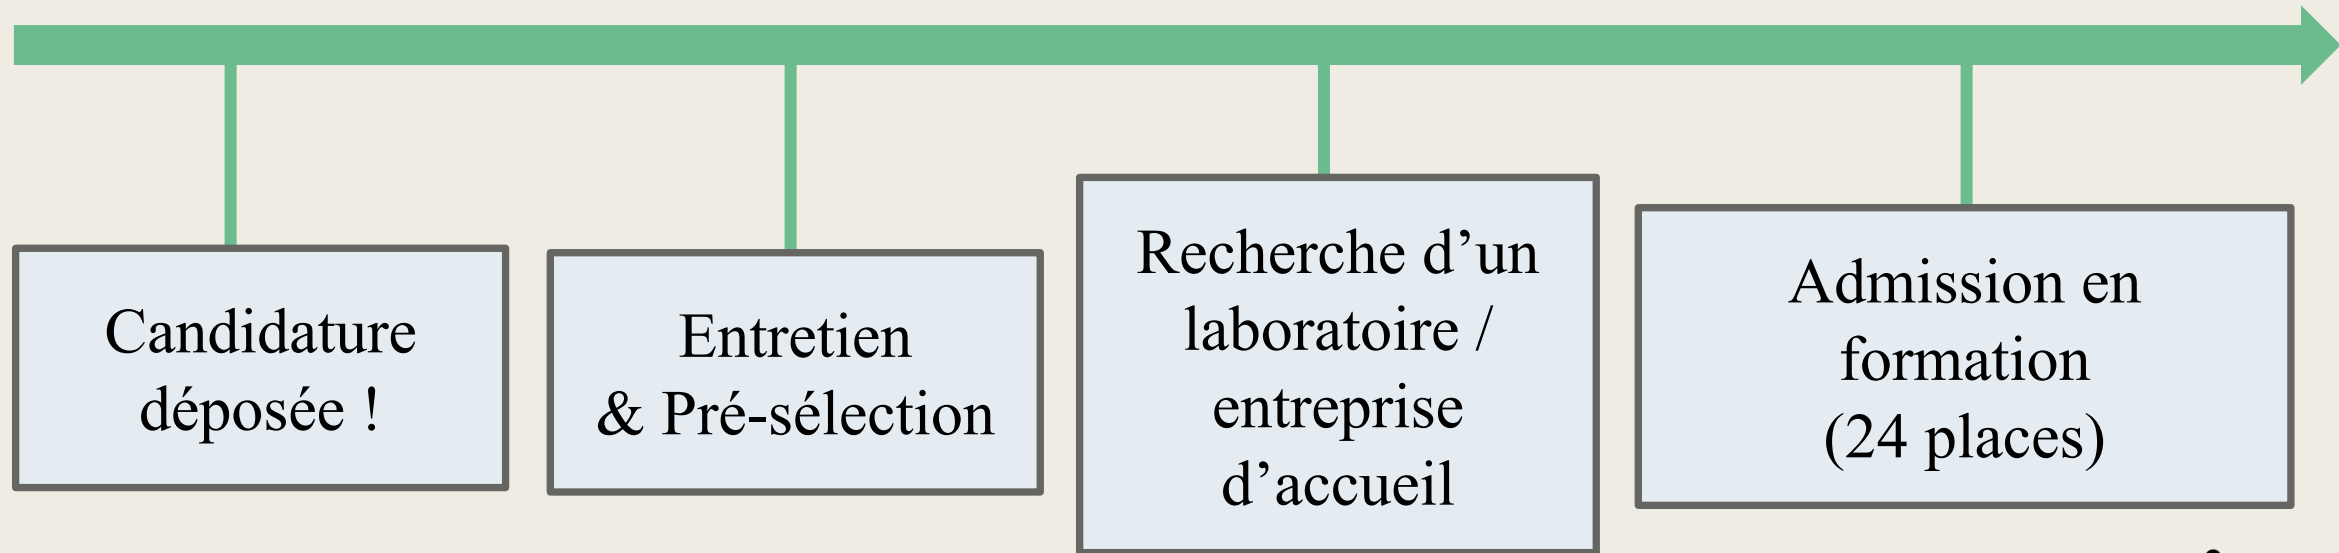 Candidature
déposée !
Entretien
& Pré-sélection
Recherche d’un
laboratoire /
entreprise
d’accueil
Admission en
formation
(24 places)